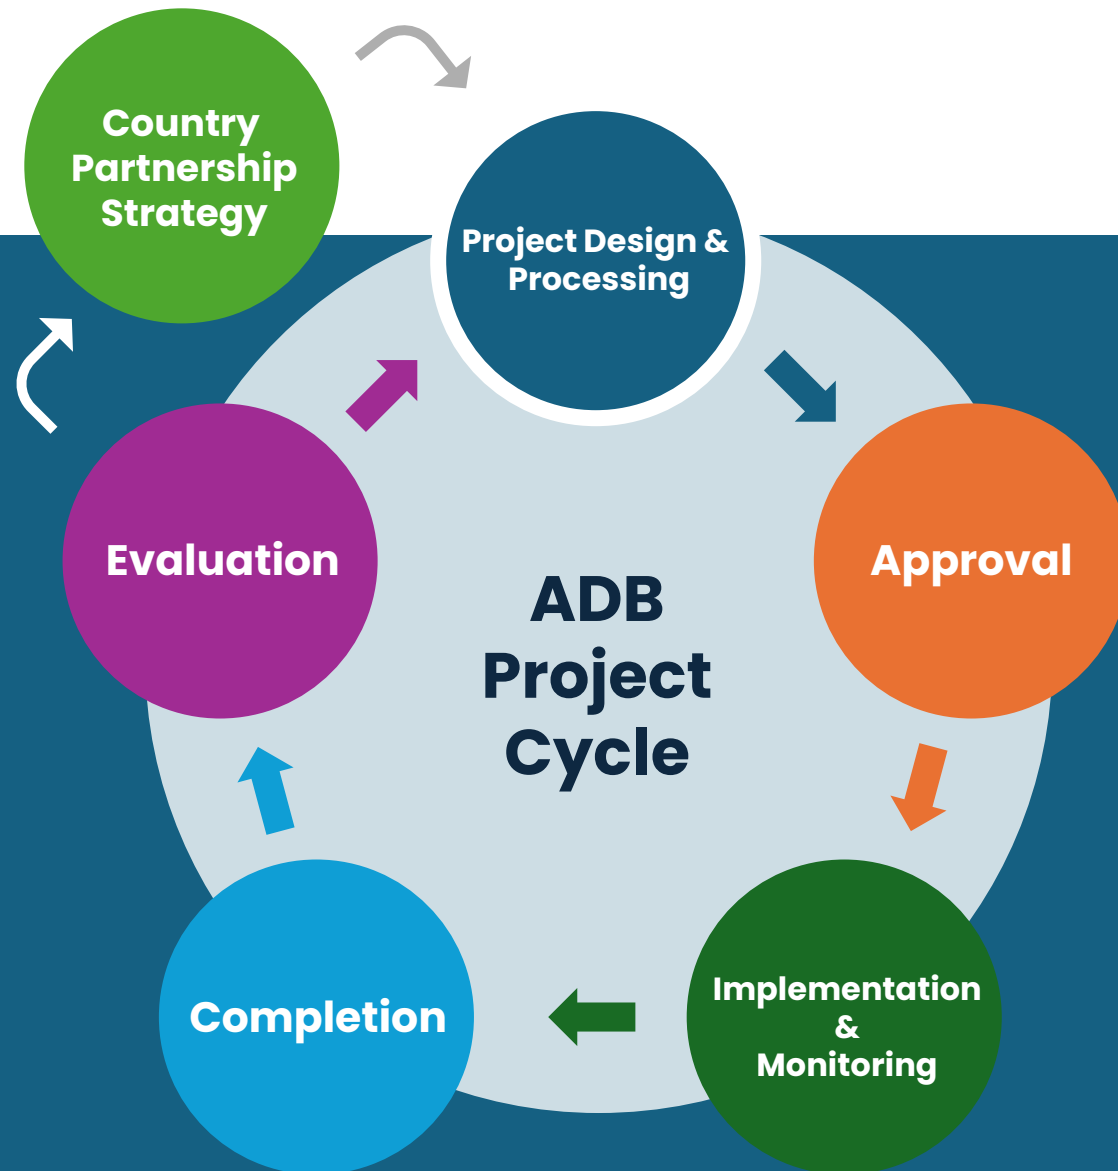 Country
Partnership
Strategy
Project Design &
Processing
Evaluation
Approval
ADB
Project
Cycle
Completion
Implementation
&
Monitoring